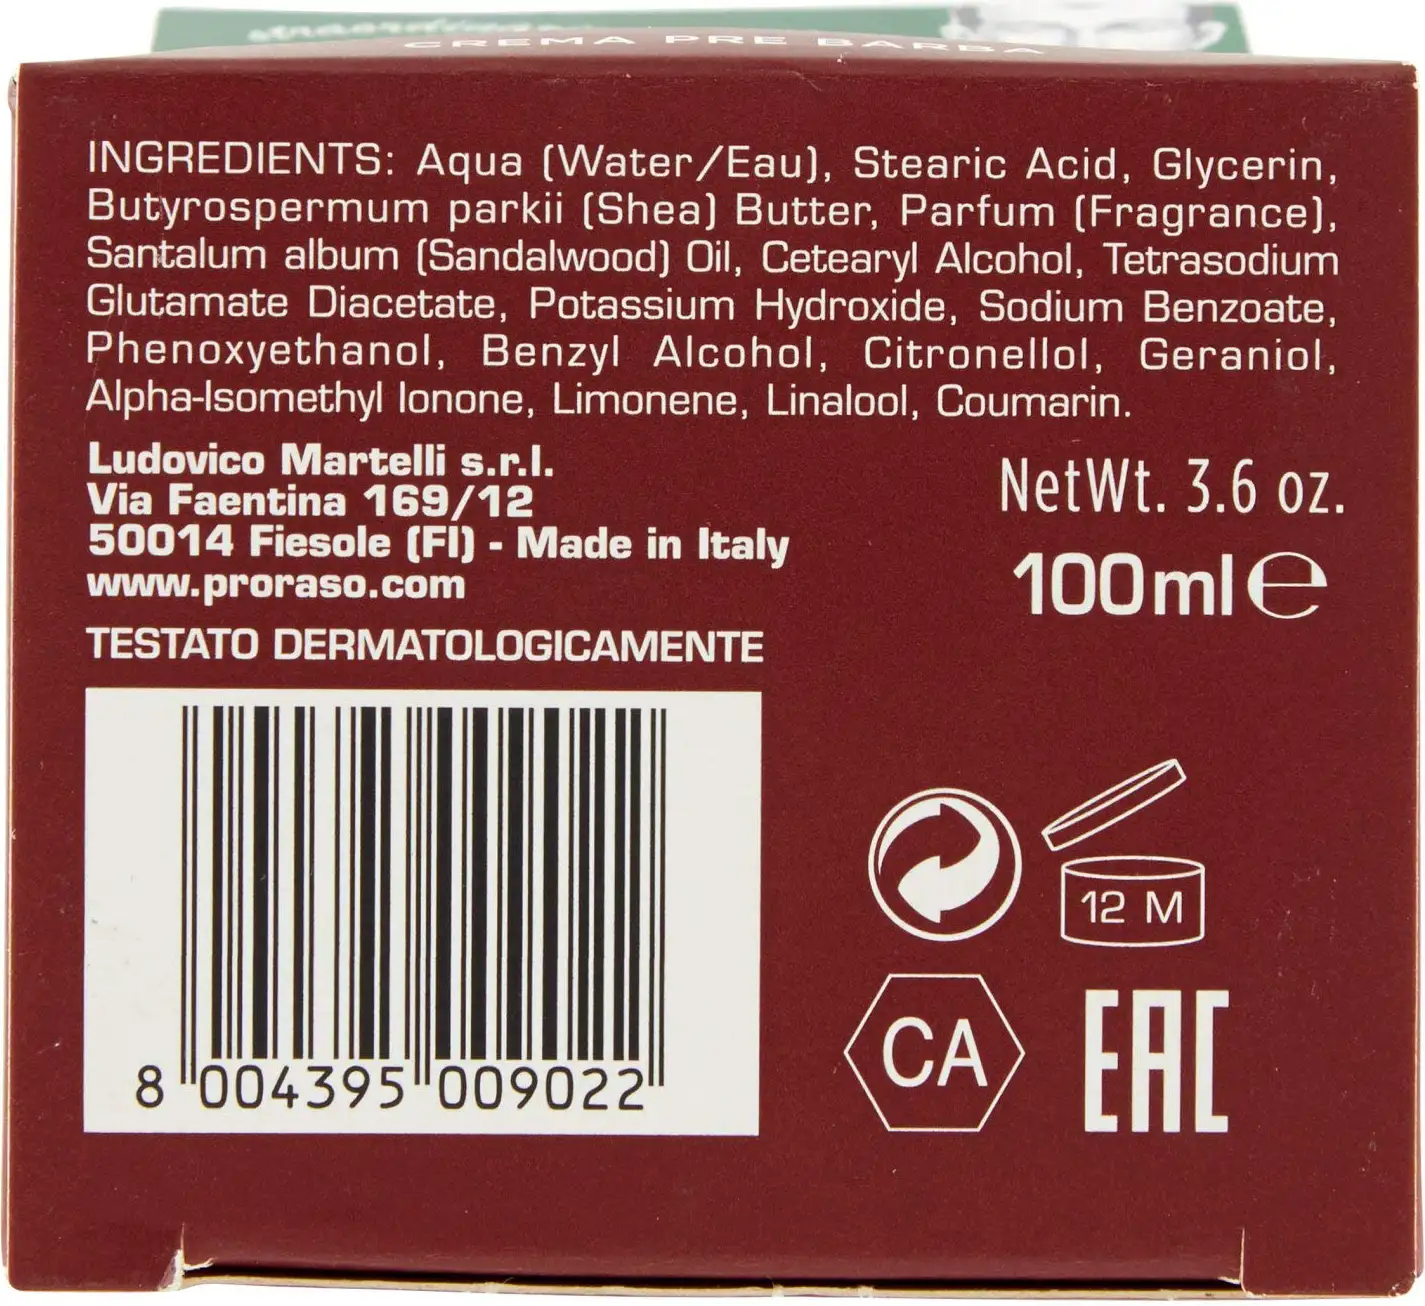 straordinar
CREMA PRE BARBA
INGREDIENTS: Aqua (Water/Eau), Stearic Acid, Glycerin,
Butyrospermum parkii (Shea) Butter, Parfum (Fragrance),
Santalum album (Sandalwood) Oil, Cetearyl Alcohol, Tetrasodium
Glutamate Diacetate, Potassium Hydroxide, Sodium Benzoate,
Phenoxyethanol, Benzyl Alcohol, Citronellol, Geraniol,
Alpha-Isomethyl Ionone, Limonene, Linalool, Coumarin.
Ludovico Martelli s.r.l.
Via Faentina 169/12
50014 Fiesole (FI) - Made in Italy
www.proraso.com
TESTATO DERMATOLOGICAMENTE
NetWt. 3.6 oz.
100ml e
12 M
CA
EAC
8 004395 009022